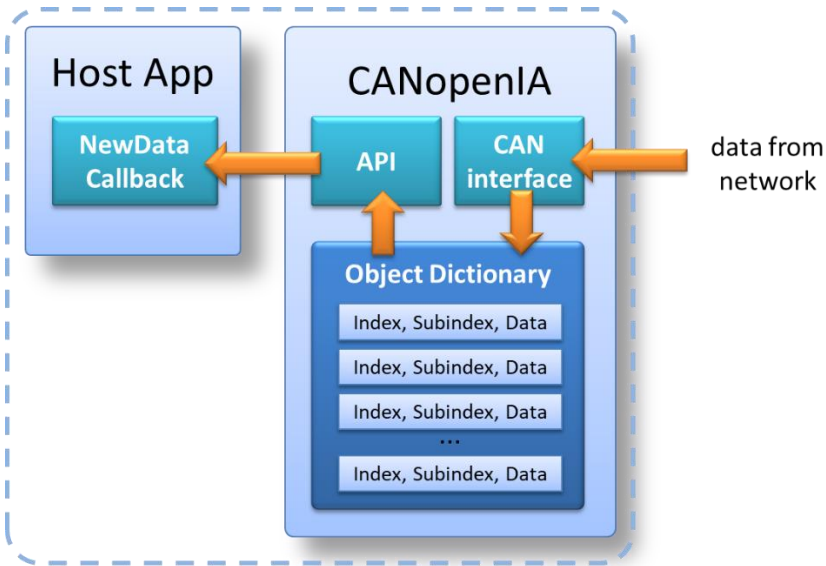 Host App
NewData
Callback
CANopenIA
API
CAN
interface
data from
network
Object Dictionary
Index, Subindex, Data
Index, Subindex, Data
Index, Subindex, Data
...
Index, Subindex, Data